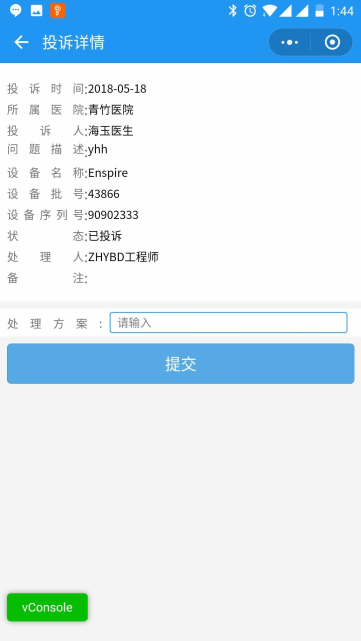 1:44
投诉详情
投诉时间:2018-05-18
所属医院:青竹医院
投诉人:海玉医生
问题描述:yhh
设备名称:Enspire
设备批号:43866
设备序列号:90902333
状态:已投诉
处理人:ZHYBD工程师
备注:
处理方案:请输入
提交
vConsole